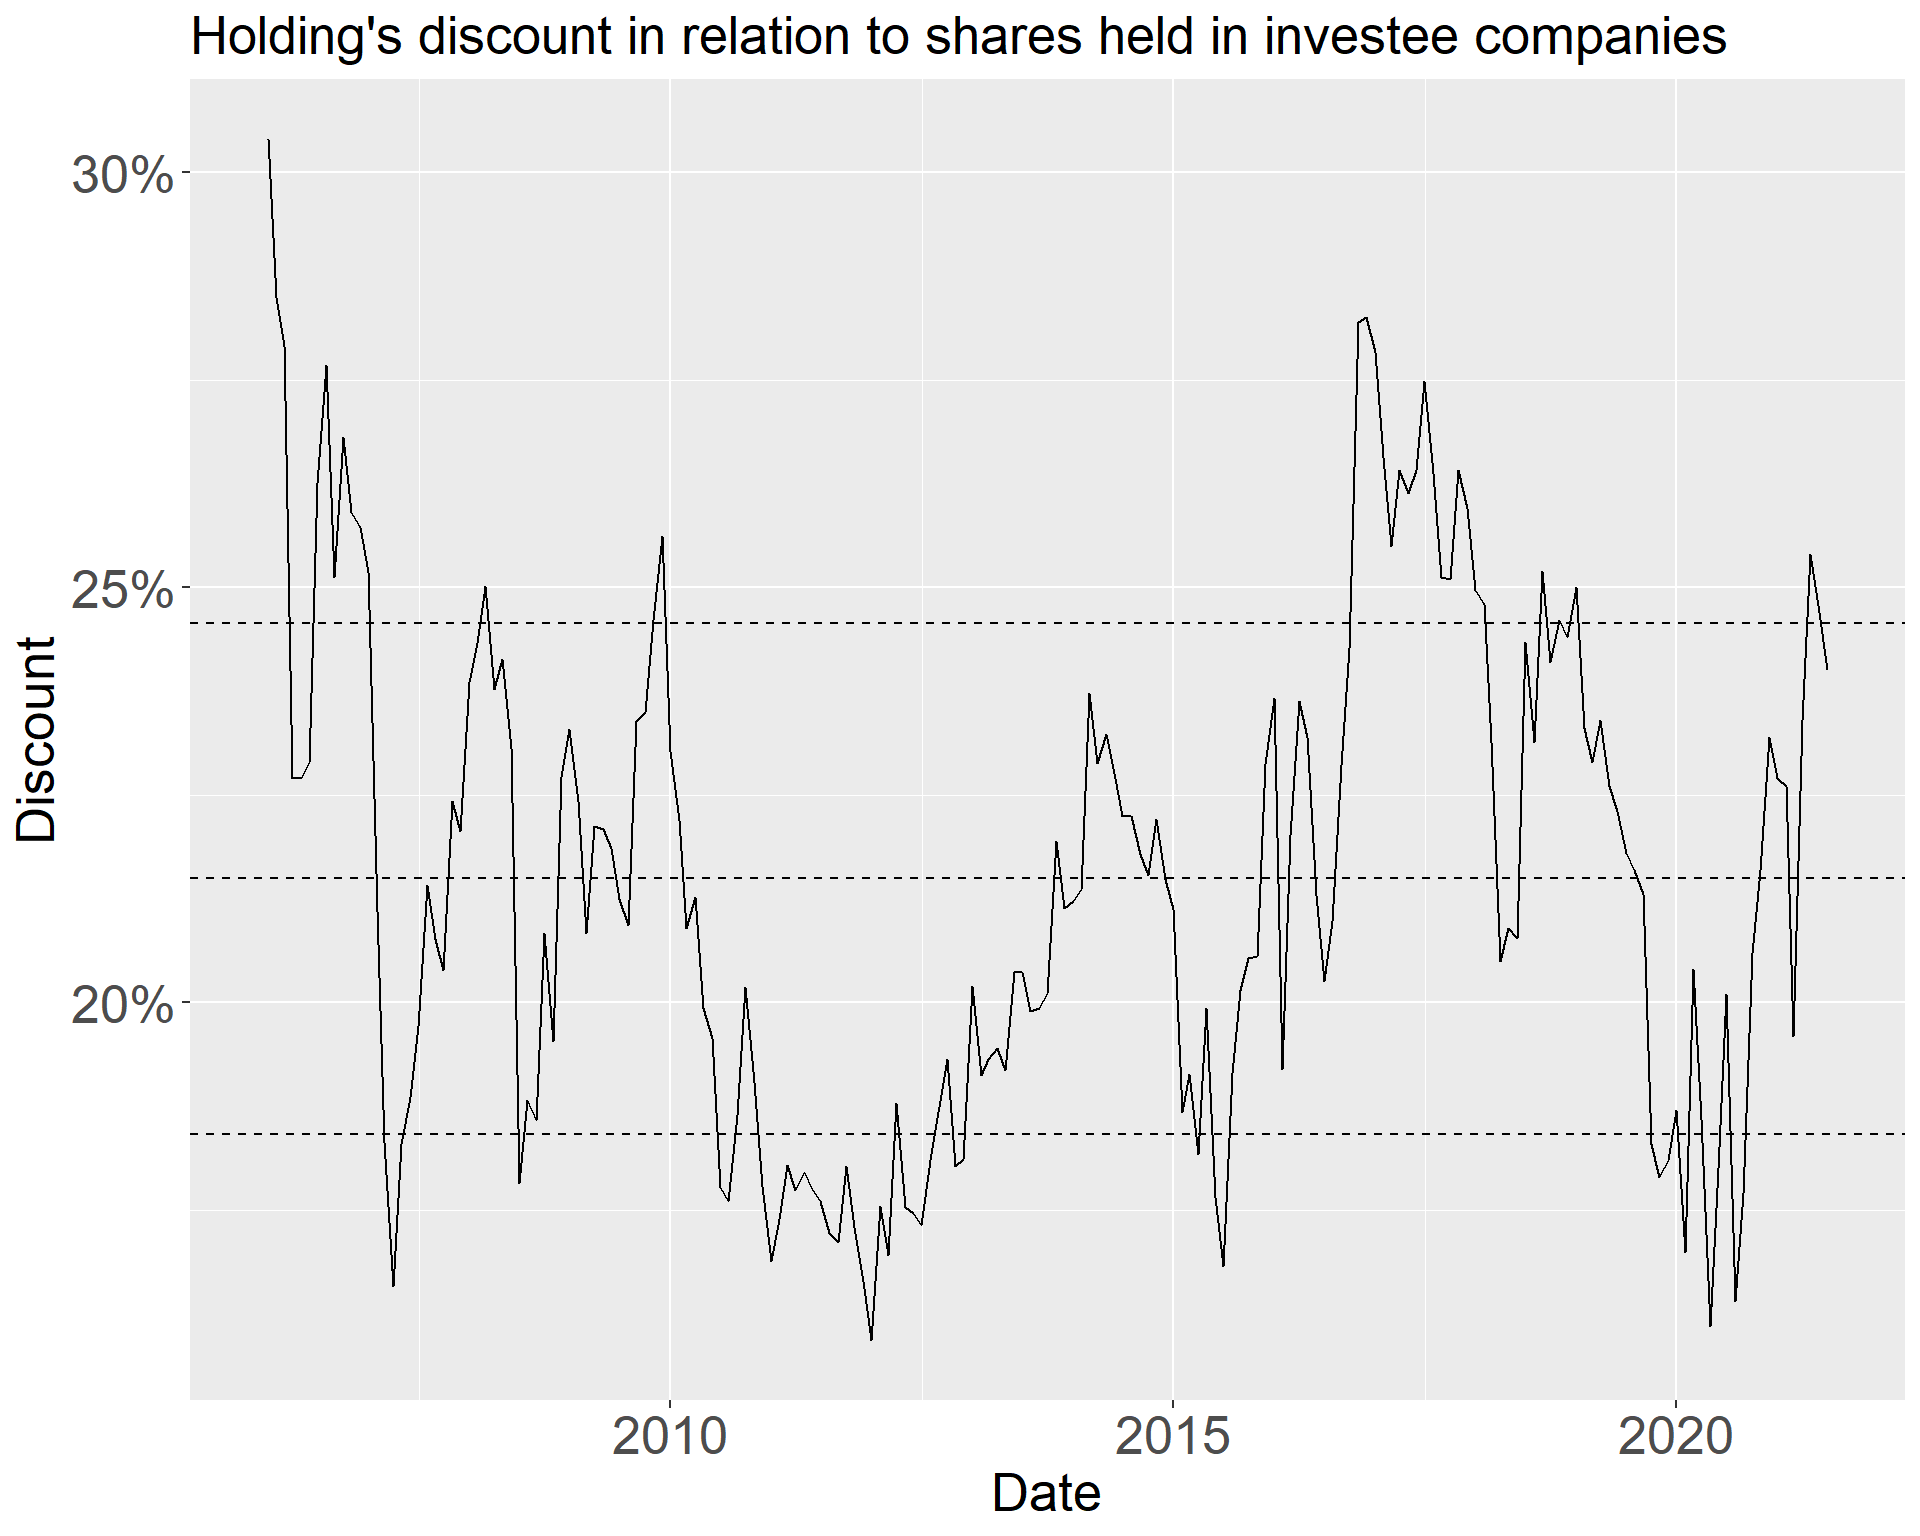 Holding's discount in relation to shares held in investee companies
30%
25%
20%
Discount
2010 2015 2020
Date